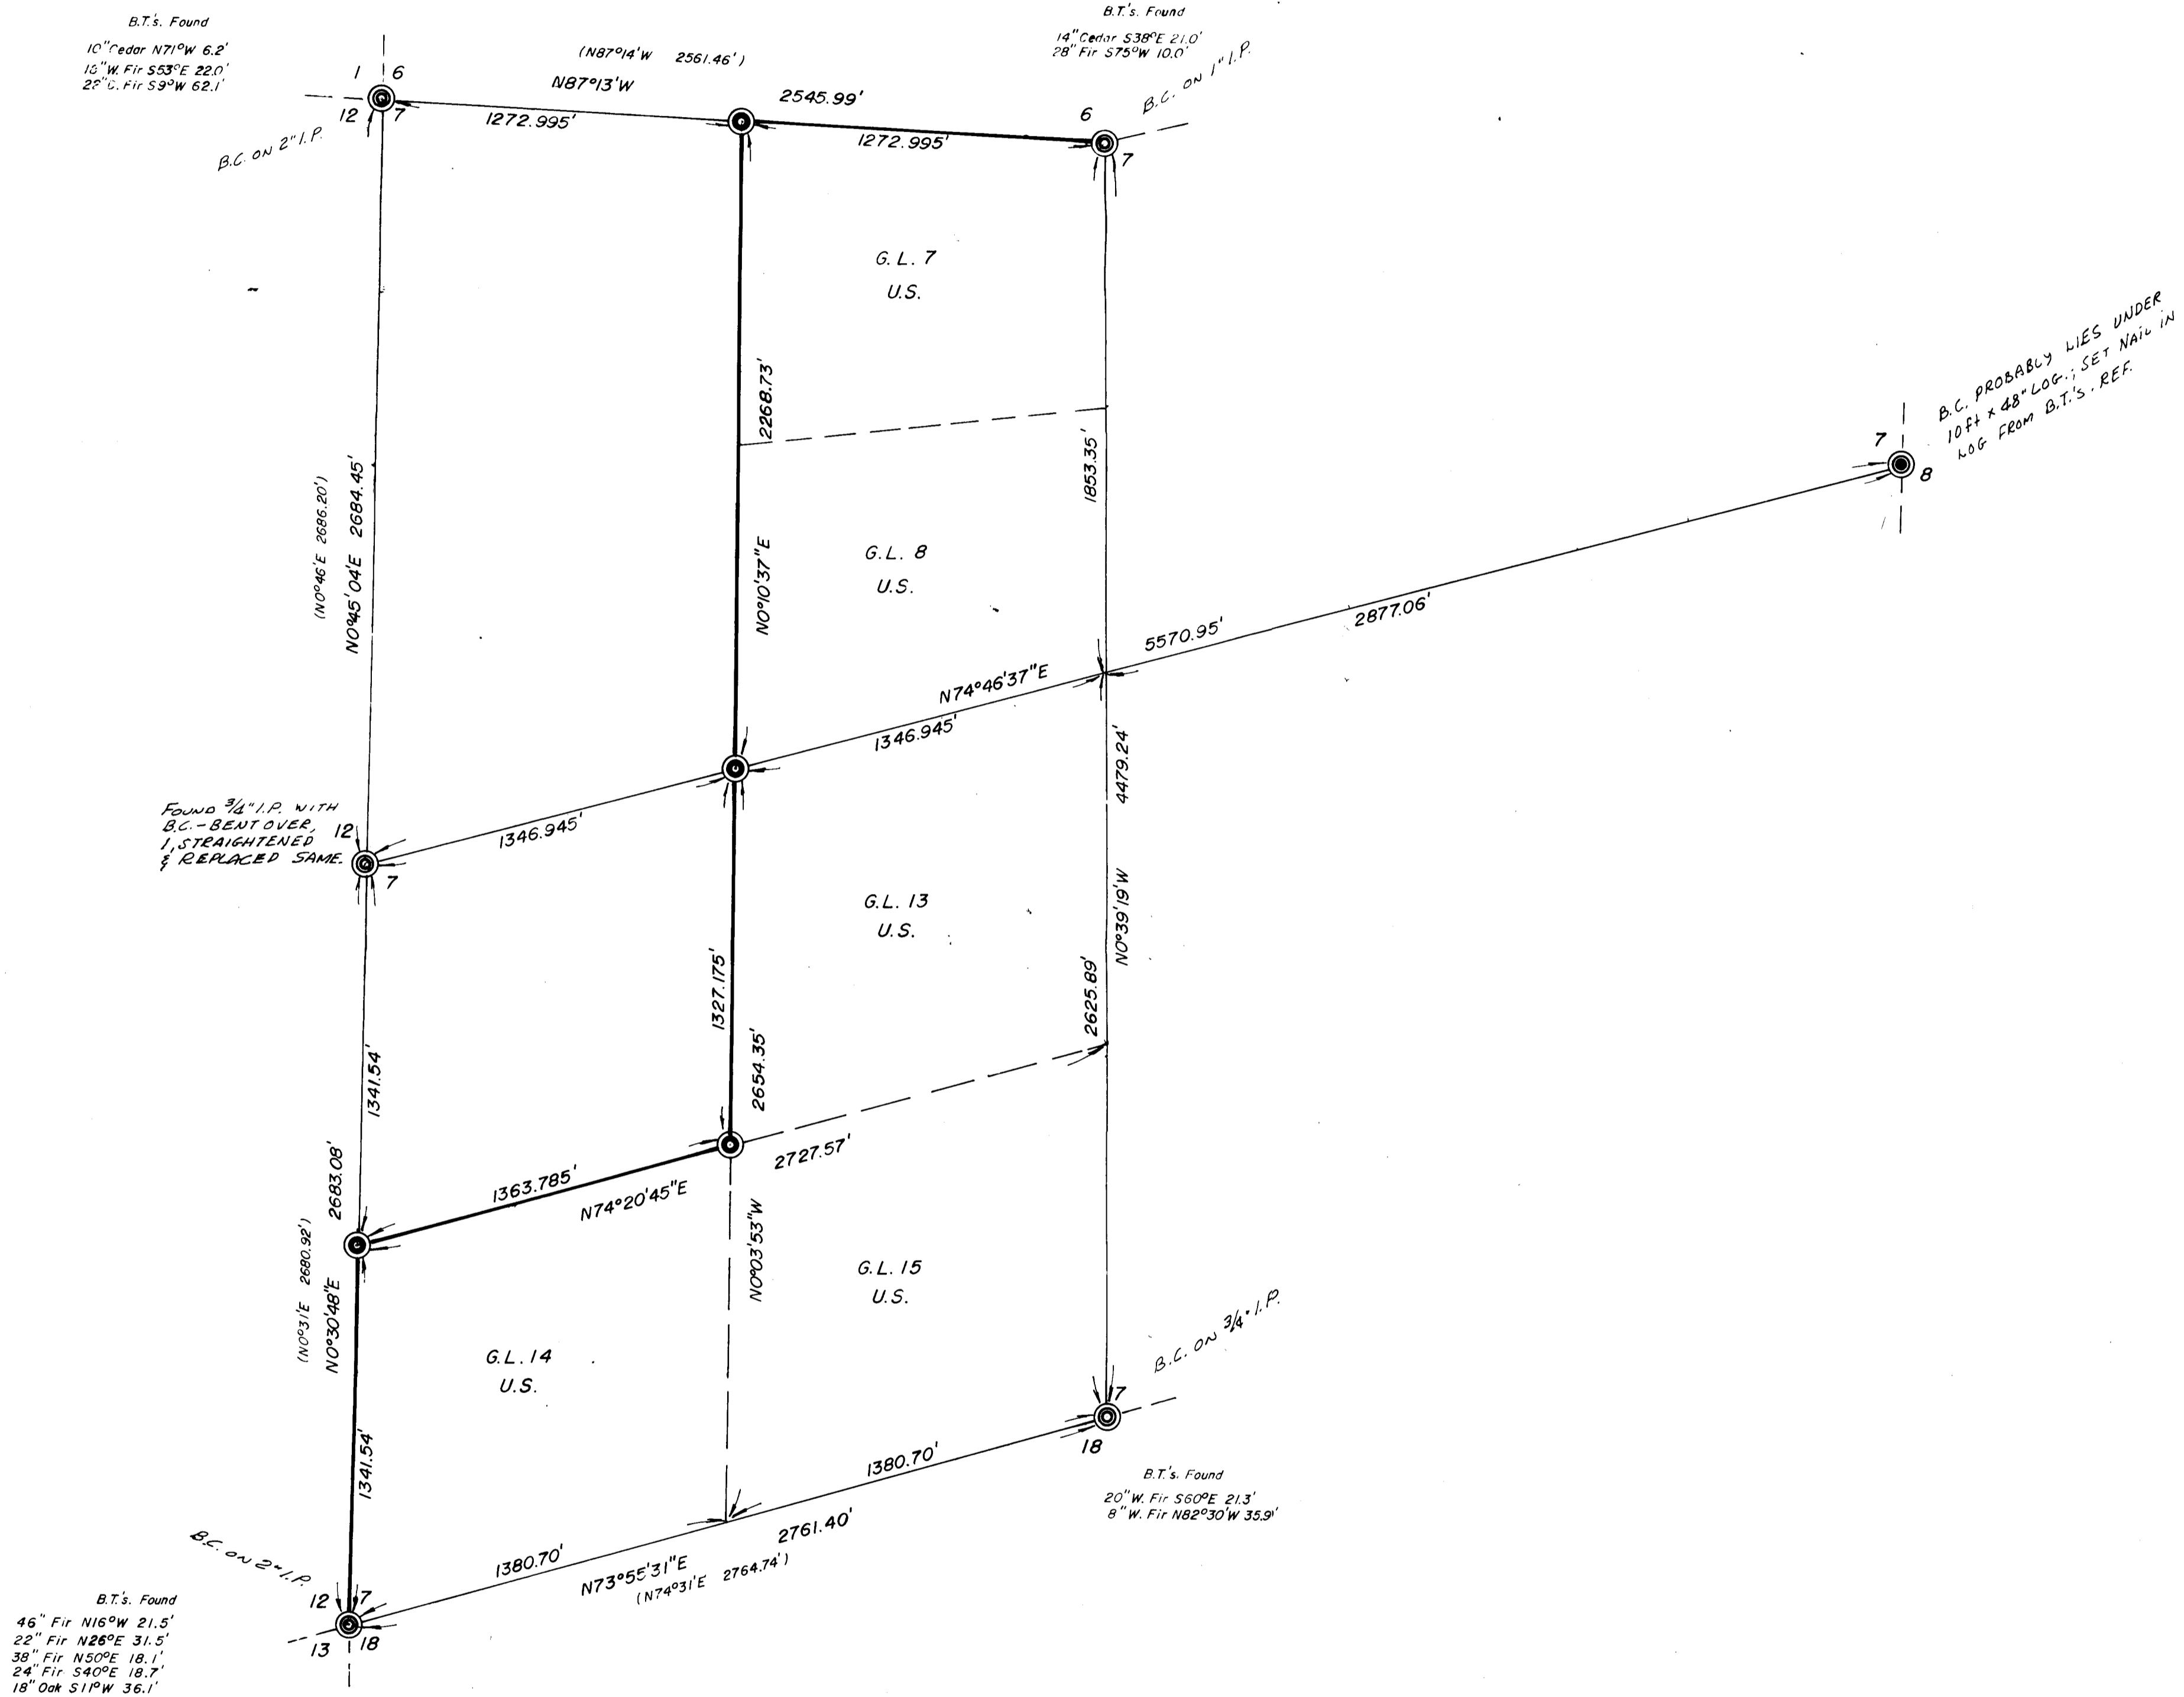 B.T.'s. Found
10" Cedar N71°W 6.2'
W. Fir S53°E 22.0'
22" Fir S9°W 62.1'
B.T.'s. Found
14" Cedar S38°E 21.0'
28" Fir S75°W 10.0'
B.C. ON 1" I.P.
(N87°14'W 2561.46')
N87°13'W
2545.99'
1 6
12 7
B.C. ON 2" I.P.
1272.995'
1272.995'
6
7
G.L. 7
U.S.
2268.73'
1853.35'
(N0°46'E 2686.20')
N0°45'04'E 2684.45'
N0°10'37"E
G.L. 8
U.S.
B.C. PROBABLY LIES UNDER
10ft x 48" LOG.; SET NAIL IN
LOG FROM B.T.'s. REF.
7
8
5570.95'
2877.06'
N74°46'37"E
1346.945'
4479.24'
FOUND 3/4" I.P. WITH
B.C. - BENT OVER,
I, STRAIGHTENED
& REPLACED SAME.
12
7
1346.945'
G.L. 13
U.S.
N0°39'19'W
1327.175'
2625.89'
1341.54'
2654.35'
2727.57'
1363.785'
N74°20'45"E
2683.08'
(N0°31'E 2680.92')
N0°30'48"E
N0°03'53"W
G.L. 15
U.S.
G.L. 14
U.S.
B.C. ON 3/4" I.P.
7
18
1341.54'
1380.70'
B.T.'s. Found
20" W. Fir S60°E 21.3'
8" W. Fir N82°30'W 35.9'
2761.40'
1380.70'
N73°55'31"E
(N74°31'E 2764.74')
B.C. ON 2" I.P.
12 7
13 18
B.T.'s. Found
46" Fir N16°W 21.5'
22" Fir N26°E 31.5'
38" Fir N50°E 18.1'
24" Fir S40°E 18.7'
18" Oak S11°W 36.1'